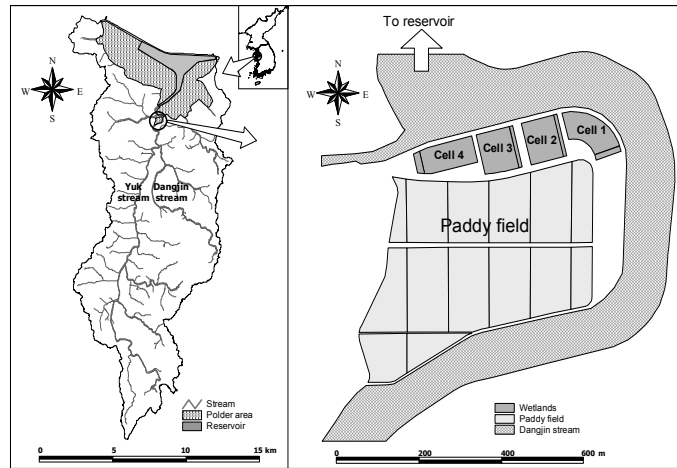 N
W E
S
Yuk
stream
Dangjin
stream
Stream
Polder area
Reservoir
0 5 10 15 km
To reservoir
N
W E
S
Cell 4
Cell 3
Cell 2
Cell 1
Paddy field
Wetlands
Paddy field
Dangjin stream
0 200 400 600 m